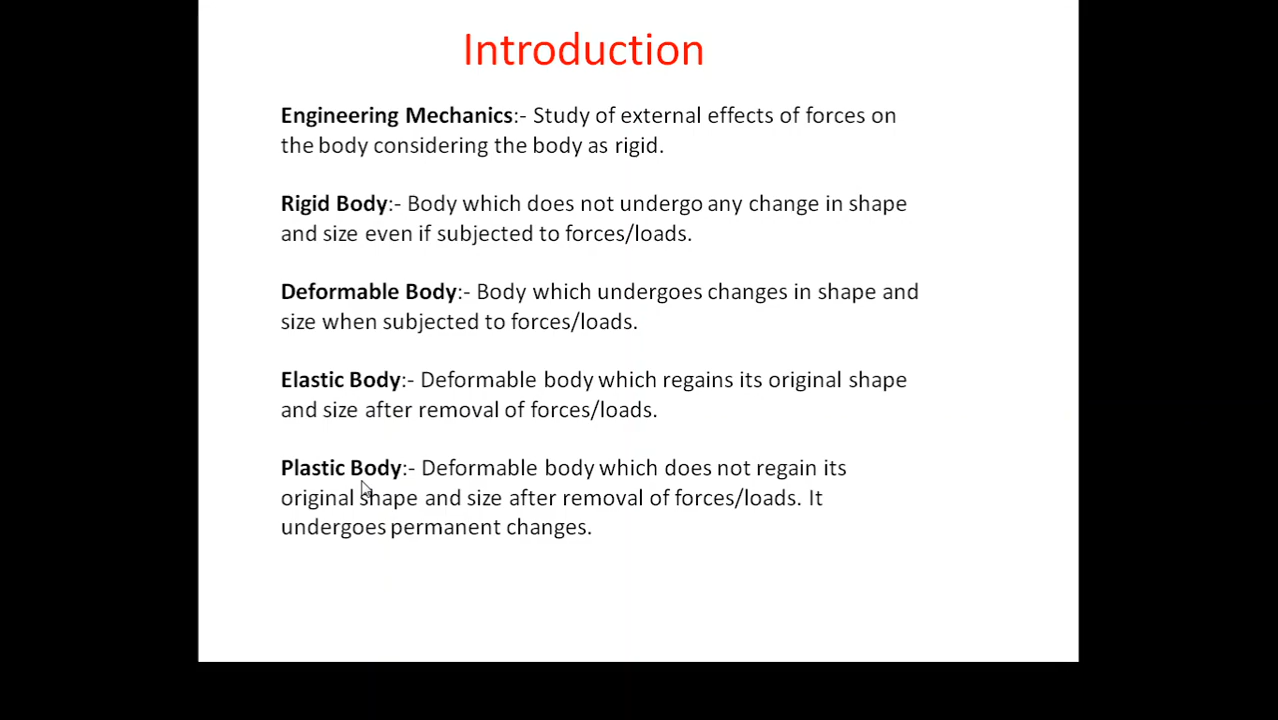 Introduction
Engineering Mechanics:- Study of external effects of forces on
the body considering the body as rigid.
Rigid Body:- Body which does not undergo any change in shape
and size even if subjected to forces/loads.
Deformable Body:- Body which undergoes changes in shape and
size when subjected to forces/loads.
Elastic Body:- Deformable body which regains its original shape
and size after removal of forces/loads.
Plastic Body:- Deformable body which does not regain its
original shape and size after removal of forces/loads. It
undergoes permanent changes.